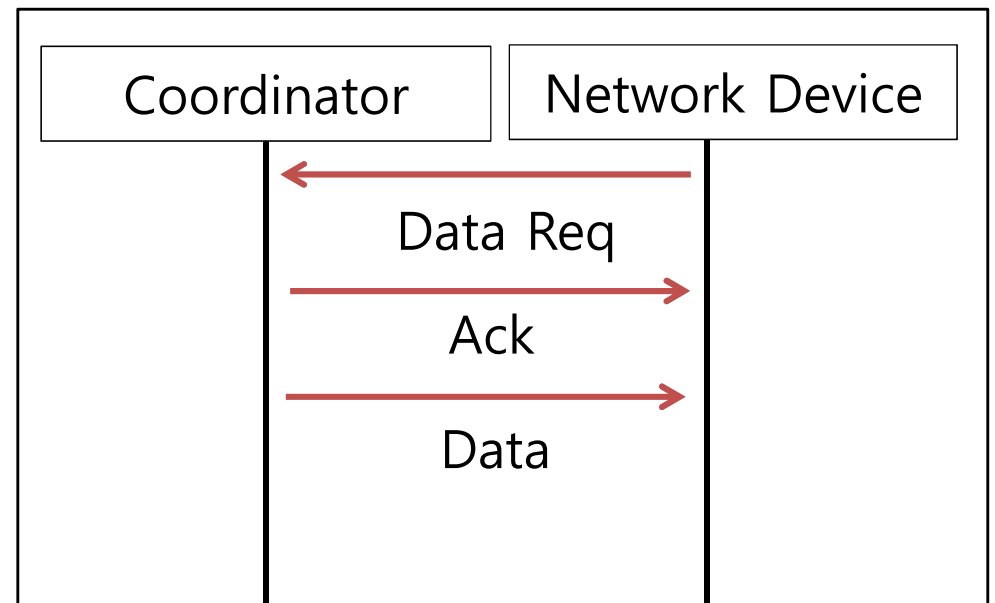 Coordinator
Network Device
Data Req
Ack
Data